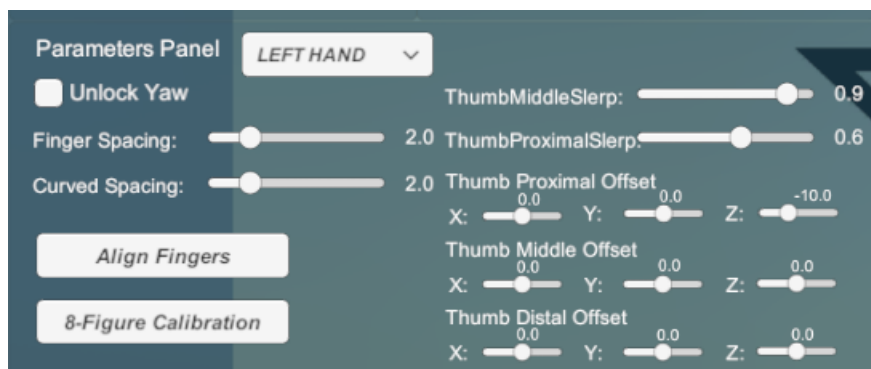 Parameters Panel
LEFT HAND
Unlock Yaw
Finger Spacing: 2.0
Curved Spacing: 2.0
Align Fingers
8-Figure Calibration
ThumbMiddleSlerp: 0.9
ThumbProximalSlerp: 0.6
Thumb Proximal Offset
X: 0.0 Y: 0.0 Z: -10.0
Thumb Middle Offset
X: 0.0 Y: 0.0 Z: 0.0
Thumb Distal Offset
X: 0.0 Y: 0.0 Z: 0.0